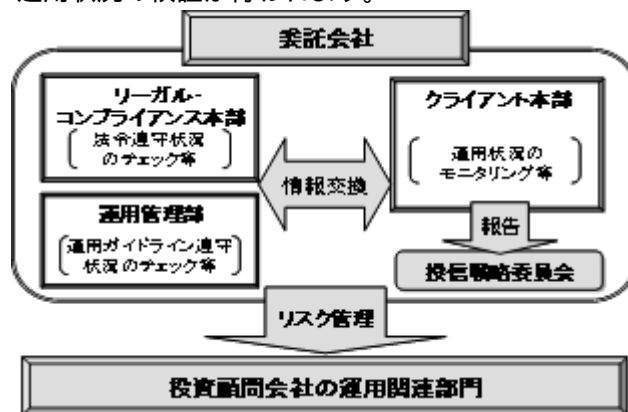 運用状況の検証が行われます。
委託会社
リーガル・
コンプライアンス本部
法令遵守状況
のチェック等
クライアント本部
運用状況の
モニタリング等
情報交換
運用管理部
運用ガイドライン遵守
状況のチェック等
報告
投信戦略委員会
リスク管理
投資顧問会社の運用関連部門